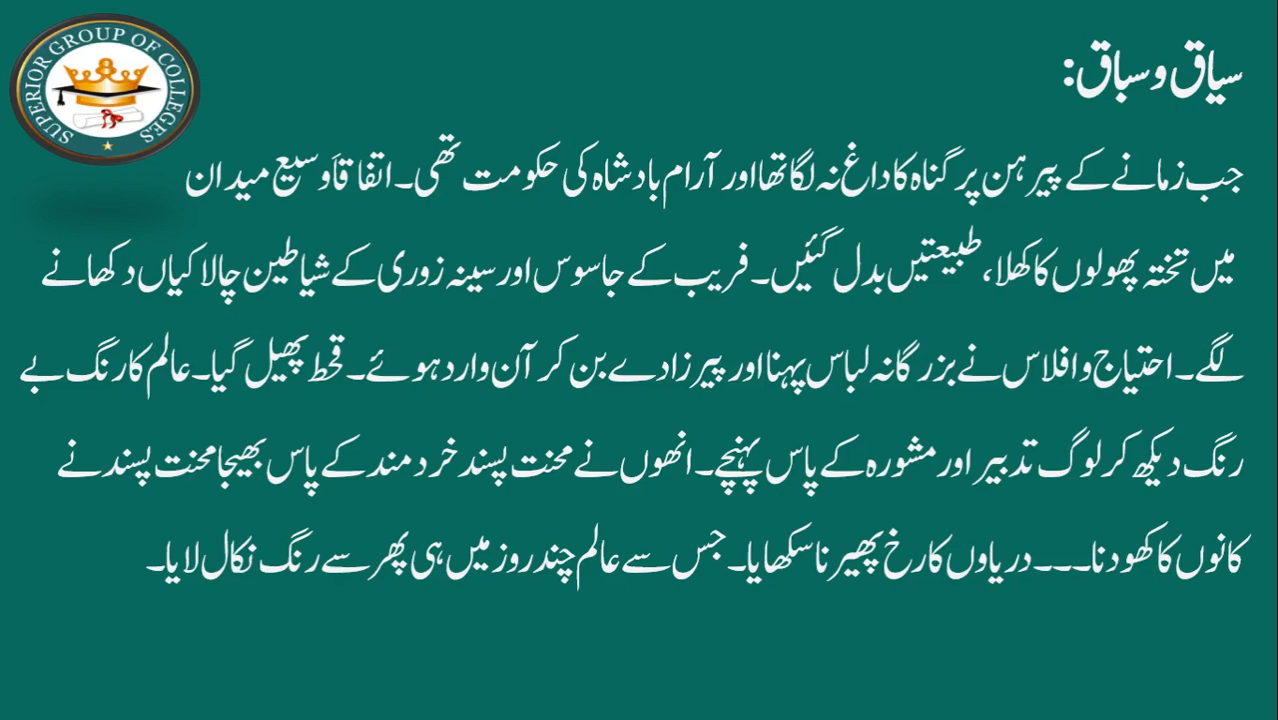 SUPERIOR GROUP OF COLLEGES
سیاق و سباق:
جب زمانے کے پیرہن پر گناہ کا داغ نہ لگا تھا اور آرام بادشاہ کی حکومت تھی۔ اتفاقاَ وسیع میدان
میں تختہ پھولوں کا کھلا، طبیعتیں بدل گئیں۔ فریب کے جاسوس اور سینہ زوری کے شیاطین چالاکیاں دکھانے
لگے۔ احتیاج و افلاس نے بزرگانہ لباس پہنا اور پیرزادے بن کر آن وارد ہوئے۔ قحط پھیل گیا۔ عالم کا رنگ بے
رنگ دیکھ کر لوگ تدبیر اور مشورہ کے پاس پہنچے۔ انھوں نے محنت پسند خردمند کے پاس بھیجا محنت پسند نے
کانوں کا کھودنا۔۔۔ دریاوں کا رخ پھیرنا سکھایا۔ جس سے عالم چند روز میں ہی پھر سے رنگ نکال لایا۔